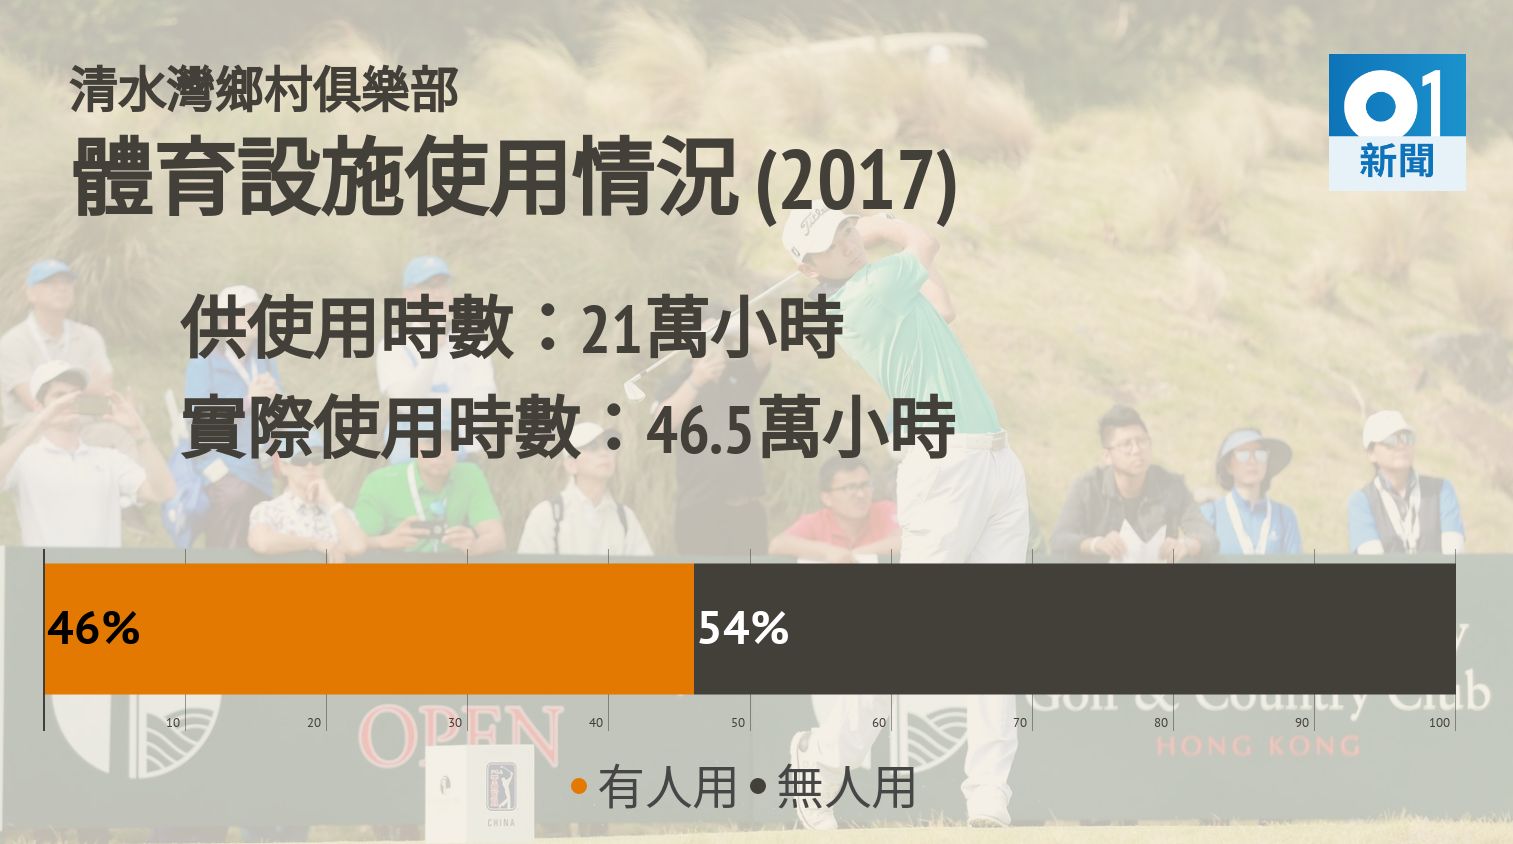 清水灣鄉村俱樂部
體育設施使用情況 (2017)
01
新聞
供使用時數：21萬小時
實際使用時數：46.5萬小時
46%
54%
10 20 30 40 50 60 70 80 90 100
Golf & Country Club
OPEN
HONG KONG
有人用 無人用
PGA
CHINA